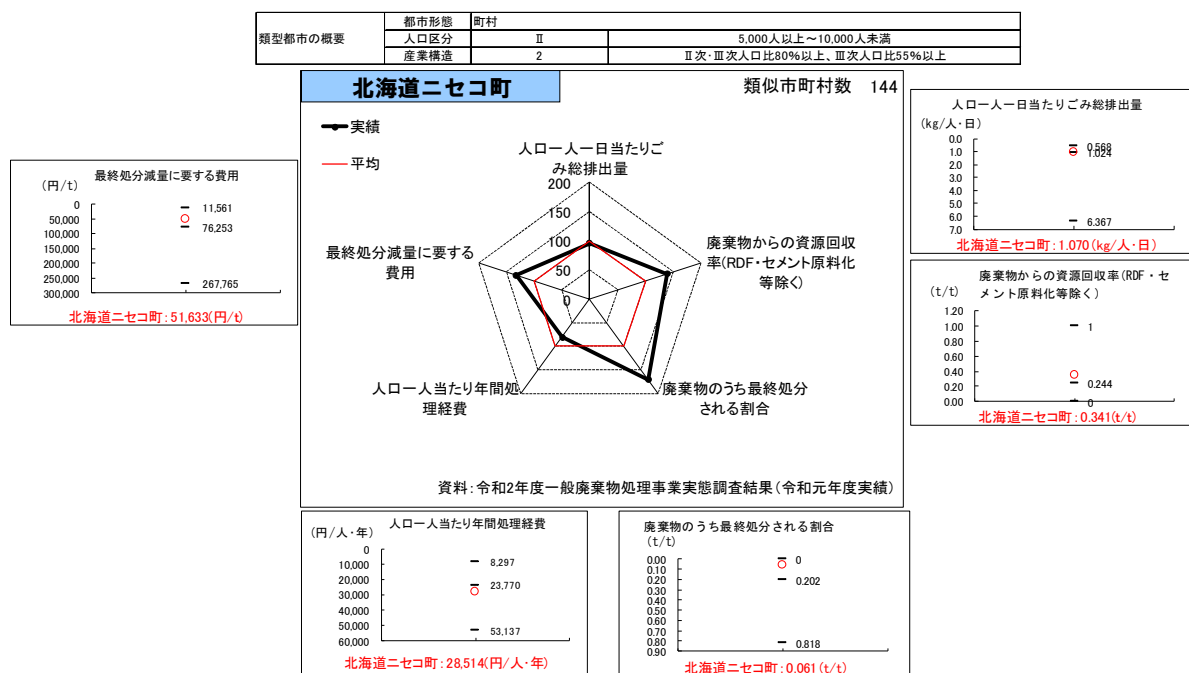 類型都市の概要
都市形態 町村
人口区分 Ⅱ 5,000人以上～10,000人未満
産業構造 2 Ⅱ次・Ⅲ次人口比80％以上、Ⅲ次人口比55％以上
北海道ニセコ町
類似市町村数 144
実績
平均
人口一人一日当たりご
み総排出量
200
150
100
50
0
廃棄物からの資源回収
率(RDF・セメント原料化
等除く)
廃棄物のうち最終処分
される割合
人口一人当たり年間処
理経費
最終処分減量に要する
費用
資料：令和2年度一般廃棄物処理事業実態調査結果（令和元年度実績）
最終処分減量に要する費用
(円/t)
0
50,000
100,000
150,000
200,000
250,000
300,000
11,561
76,253
267,765
北海道ニセコ町：51,633(円/t)
人口一人一日当たりごみ総排出量
(kg/人・日)
0.0
1.0
2.0
3.0
4.0
5.0
6.0
7.0
0.568
1.024
6.367
北海道ニセコ町：1.070(kg/人・日)
廃棄物からの資源回収率(RDF・セ
メント原料化等除く)
(t/t)
1.20
1.00
0.80
0.60
0.40
0.20
0.00
1
0.244
0
北海道ニセコ町：0.341(t/t)
人口一人当たり年間処理経費
(円/人・年)
0
10,000
20,000
30,000
40,000
50,000
60,000
8,297
23,770
53,137
北海道ニセコ町：28,514(円/人・年)
廃棄物のうち最終処分される割合
(t/t)
0.00
0.10
0.20
0.30
0.40
0.50
0.60
0.70
0.80
0.90
0
0.202
0.818
北海道ニセコ町：0.061(t/t)